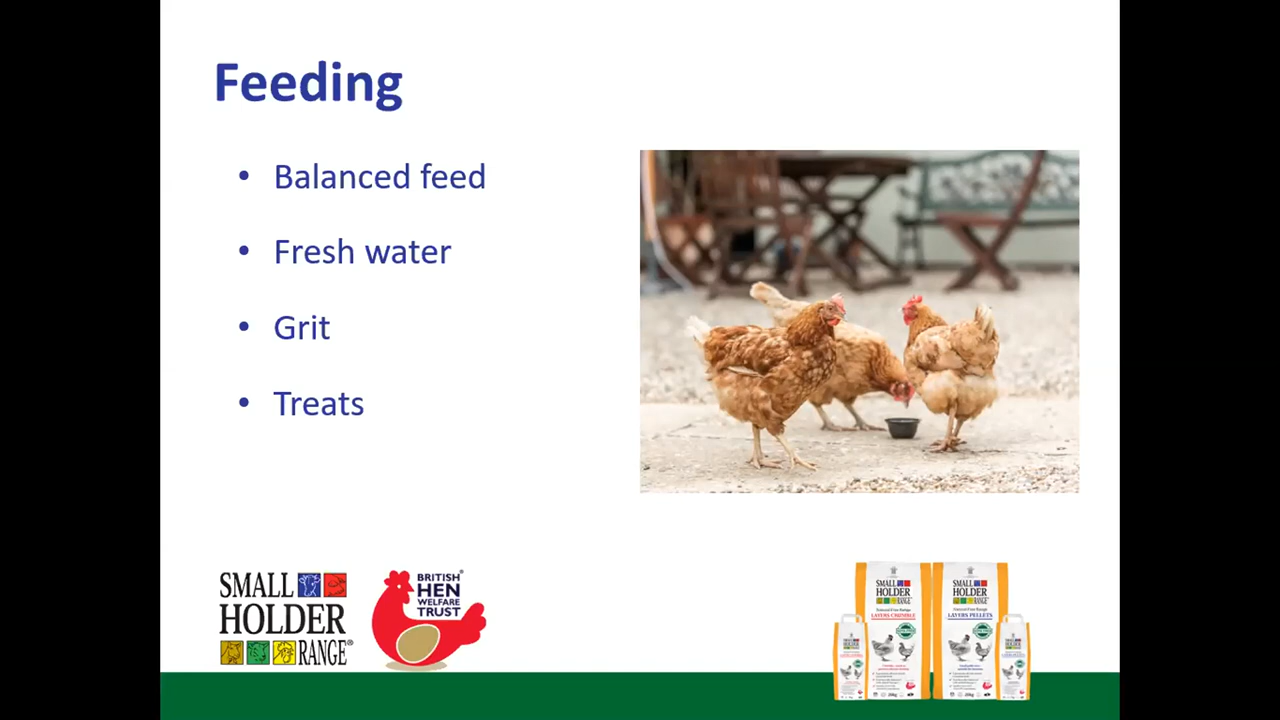 Feeding
• Balanced feed
• Fresh water
• Grit
• Treats
SMALL
HOLDER
RANGE®
BRITISH®
HEN
WELFARE
TRUST
SMALL
HOLDER
RANGE
LAYERS CRUMBLE
SMALL
HOLDER
RANGE
LAYERS PELLETS